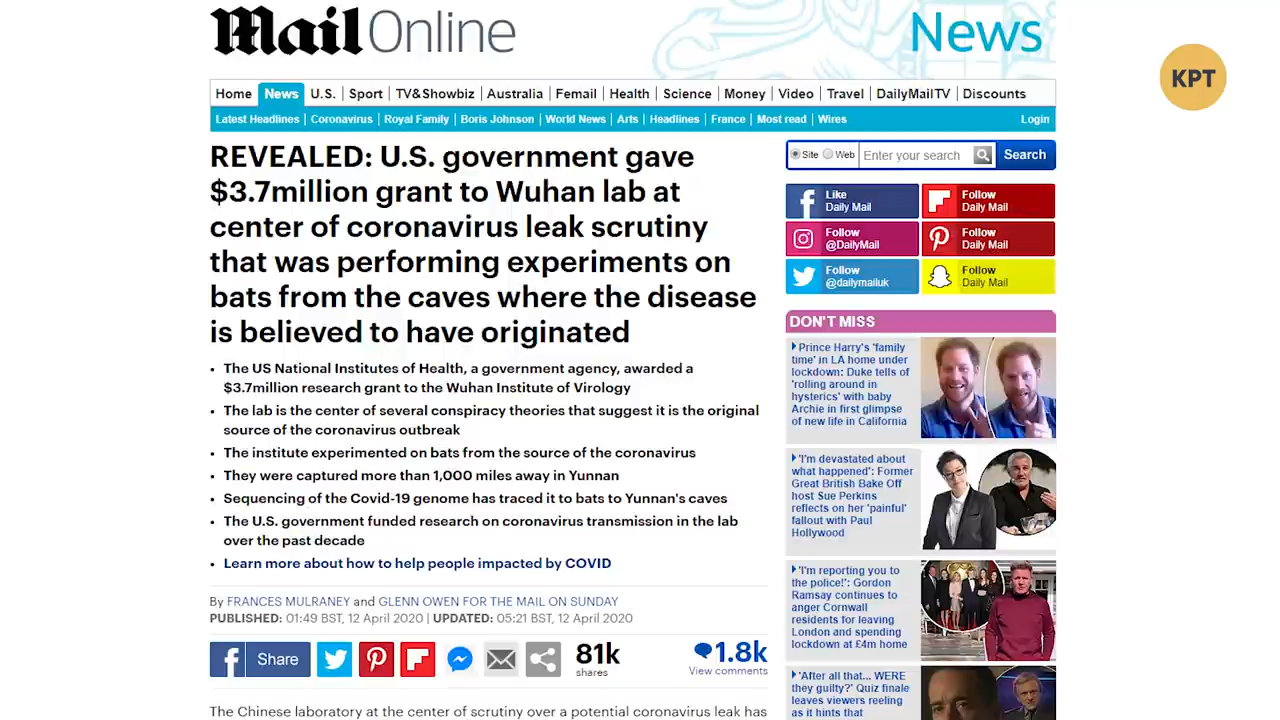 Mail Online
News
KPT
Home News U.S. Sport TV&Showbiz Australia Femail Health Science Money Video Travel DailyMailTV Discounts
Latest Headlines Coronavirus Royal Family Boris Johnson World News Arts Headlines France Most read Wires Login
REVEALED: U.S. government gave
$3.7million grant to Wuhan lab at
center of coronavirus leak scrutiny
that was performing experiments on
bats from the caves where the disease
is believed to have originated
• The US National Institutes of Health, a government agency, awarded a
$3.7million research grant to the Wuhan Institute of Virology
• The lab is the center of several conspiracy theories that suggest it is the original
source of the coronavirus outbreak
• The institute experimented on bats from the source of the coronavirus
• They were captured more than 1,000 miles away in Yunnan
• Sequencing of the Covid-19 genome has traced it to bats to Yunnan's caves
• The U.S. government funded research on coronavirus transmission in the lab
over the past decade
• Learn more about how to help people impacted by COVID
By FRANCES MULRANEY and GLENN OWEN FOR THE MAIL ON SUNDAY
PUBLISHED: 01:49 BST, 12 April 2020 | UPDATED: 05:21 BST, 12 April 2020
Share
81k
shares
1.8k
View comments
The Chinese laboratory at the center of scrutiny over a potential coronavirus leak has
Site Web Enter your search Search
Like
Daily Mail
Follow
Daily Mail
Follow
@DailyMail
Follow
Daily Mail
Follow
@dailymailuk
Follow
Daily Mail
DON'T MISS
Prince Harry's 'family
time' in LA home under
lockdown: Duke tells of
'rolling around in
hysterics' with baby
Archie in first glimpse
of new life in California
'I'm devastated about
what happened': Former
Great British Bake Off
host Sue Perkins
reflects on her 'painful'
fallout with Paul
Hollywood
'I'm reporting you to
the police!': Gordon
Ramsay continues to
anger Cornwall
residents for leaving
London and spending
lockdown at £4m home
'After all that... WERE
they guilty?' Quiz finale
leaves viewers reeling
as it hints that